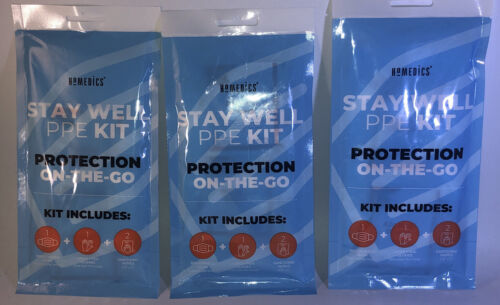 HoMEDICS
STAY WELL
PPE KIT
PROTECTION
ON-THE-GO
KIT INCLUDES:
1 + 1 + 2
HoMEDICS
STAY WELL
PPE KIT
PROTECTION
ON-THE-GO
KIT INCLUDES:
1 + 1 + 2
HoMEDICS
STAY WELL
PPE KIT
PROTECTION
ON-THE-GO
KIT INCLUDES:
1 + 1 + 2